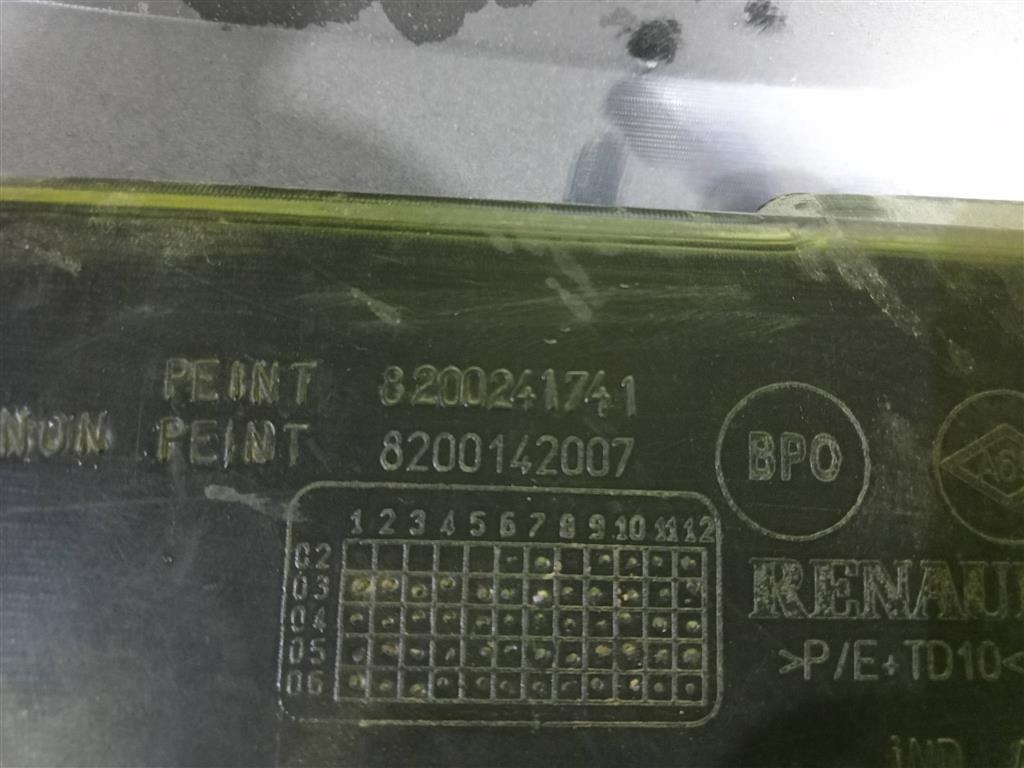 PEINT 8200241741
NON PEINT 8200142007
BPO
1 2 3 4 5 6 7 8 9 10 11 12
02
03
04
05
06
RENAU
>P/E+TD10<
IND